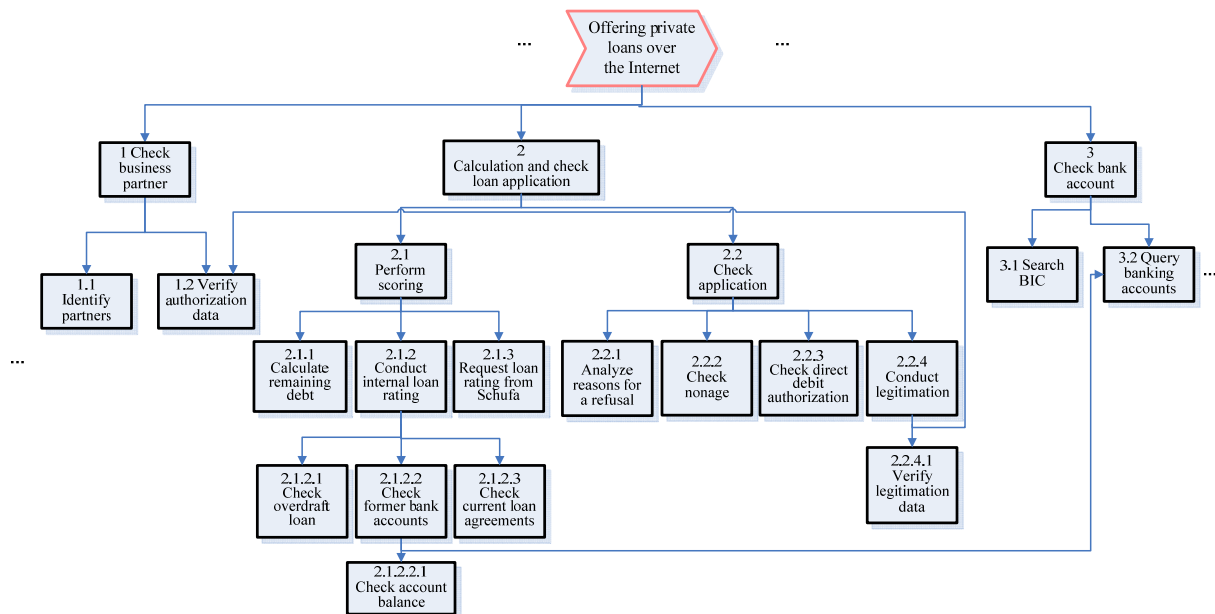 ...
Offering private
loans over
the Internet
...
1 Check
business
partner
2
Calculation and check
loan application
3
Check bank
account
1.1
Identify
partners
1.2 Verify
authorization
data
2.1
Perform
scoring
2.2
Check
application
3.1 Search
BIC
3.2 Query
banking
accounts
...
...
2.1.1
Calculate
remaining
debt
2.1.2
Conduct
internal loan
rating
2.1.3
Request loan
rating from
Schufa
2.2.1
Analyze
reasons for
a refusal
2.2.2
Check
nonage
2.2.3
Check direct
debit
authorization
2.2.4
Conduct
legitimation
2.1.2.1
Check
overdraft
loan
2.1.2.2
Check
former bank
accounts
2.1.2.3
Check
current loan
agreements
2.2.4.1
Verify
legitimation
data
2.1.2.2.1
Check account
balance